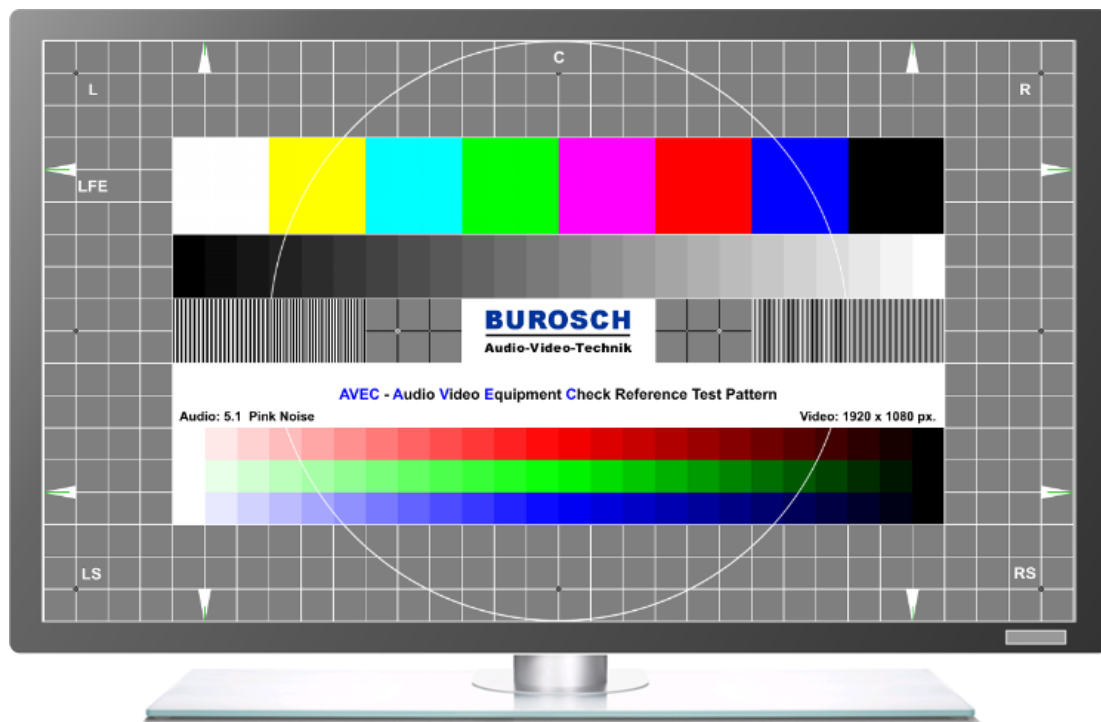 C
L
R
LFE
BUROSCH
Audio-Video-Technik
AVEC - Audio Video Equipment Check Reference Test Pattern
Audio: 5.1 Pink Noise
Video: 1920 x 1080 px.
LS
RS